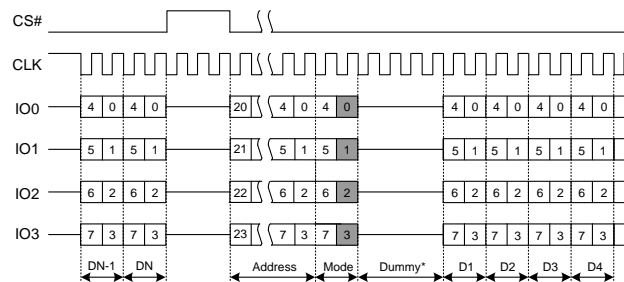 CS#
CLK
IO0 4 0 4 0 20 4 0 4 0 4 0 4 0 4 0 4 0
IO1 5 1 5 1 21 5 1 5 1 5 1 5 1 5 1 5 1
IO2 6 2 6 2 22 6 2 6 2 6 2 6 2 6 2 6 2
IO3 7 3 7 3 23 7 3 7 3 7 3 7 3 7 3 7 3
DN-1 DN Address Mode Dummy* D1 D2 D3 D4